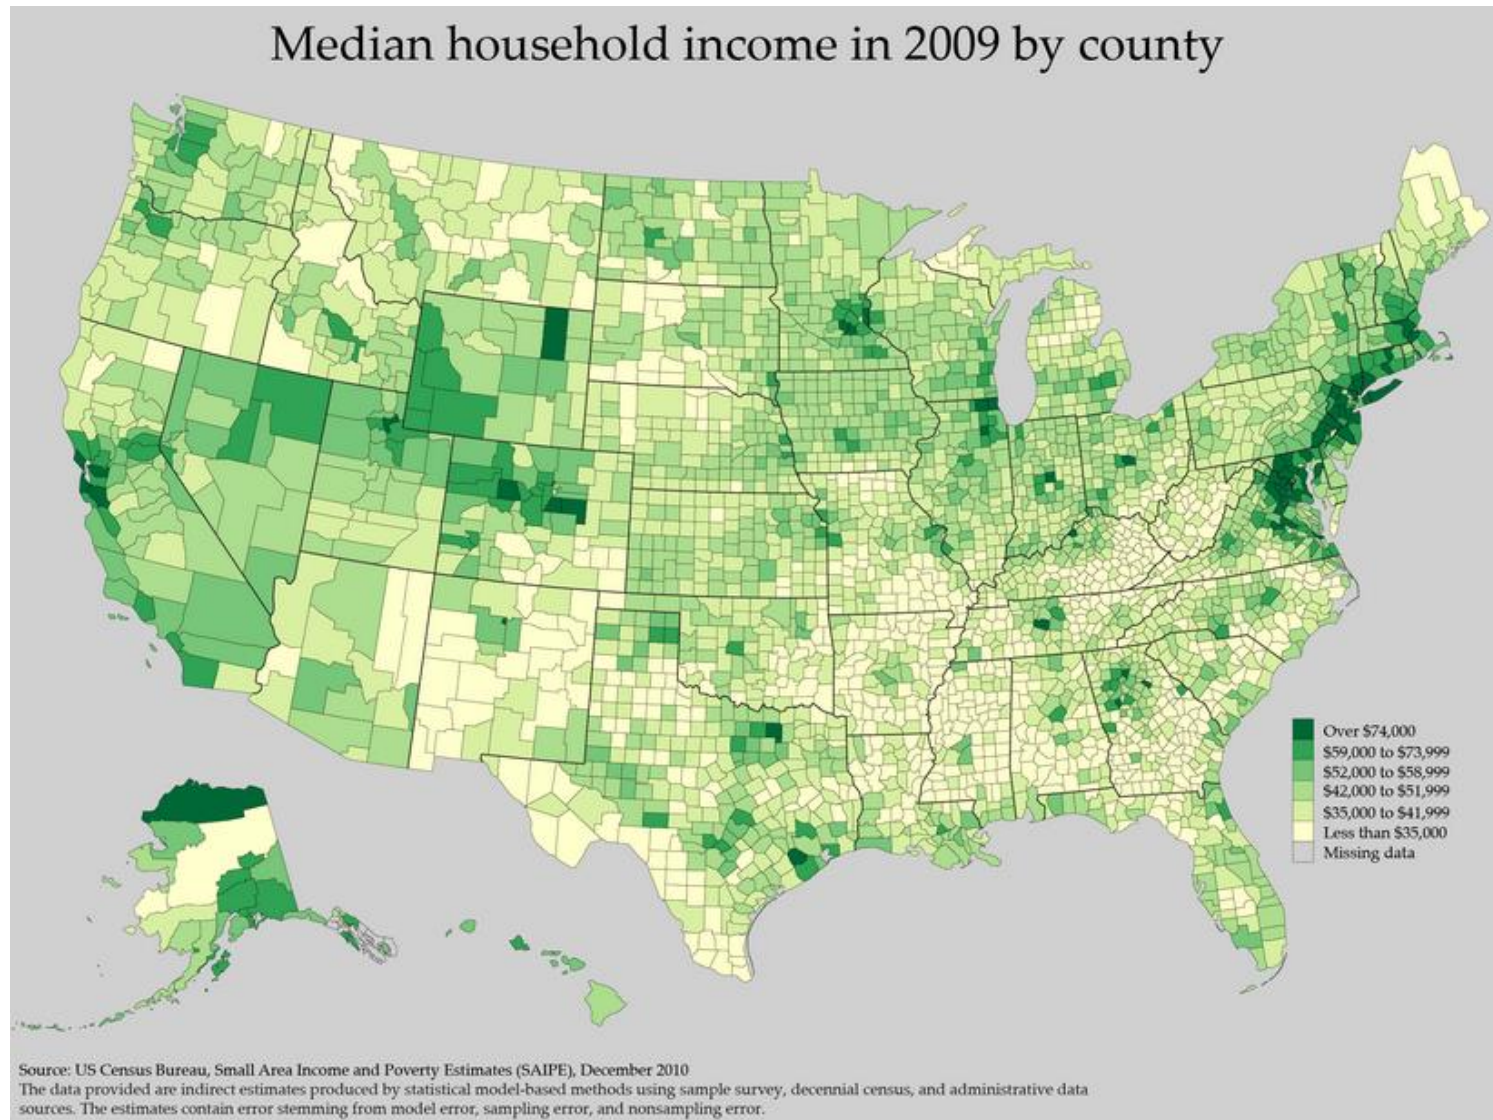 Median household income in 2009 by county
Over $74,000
$59,000 to $73,999
$52,000 to $58,999
$42,000 to $51,999
$35,000 to $41,999
Less than $35,000
Missing data
Source: US Census Bureau, Small Area Income and Poverty Estimates (SAIPE), December 2010
The data provided are indirect estimates produced by statistical model-based methods using sample survey, decennial census, and administrative data
sources. The estimates contain error stemming from model error, sampling error, and nonsampling error.